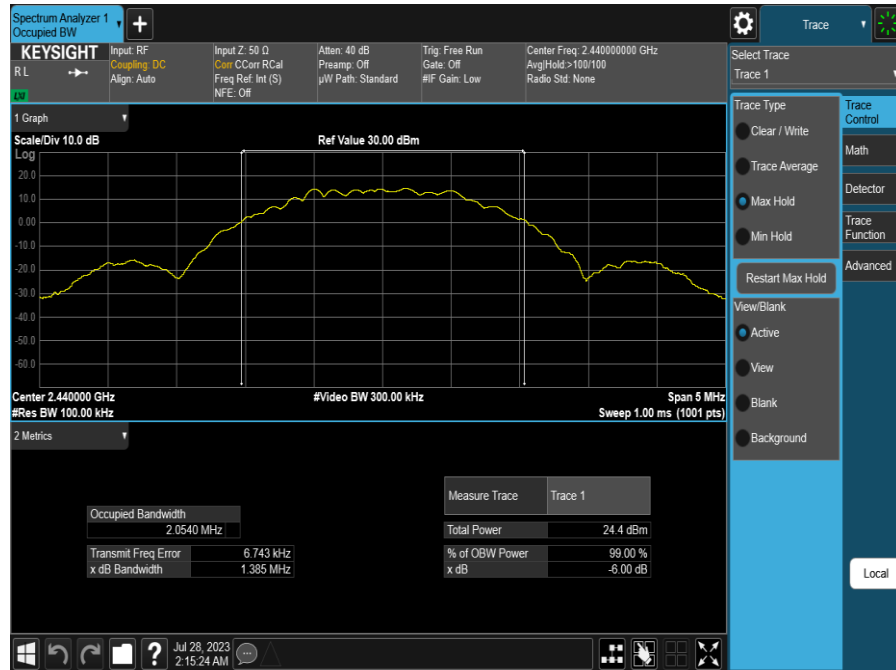 Spectrum Analyzer 1
Occupied BW
+
KEYSIGHT
R L
LXI
Input: RF
Coupling: DC
Align: Auto
Input Z: 50 Ω
Corr CCorr RCal
Freq Ref: Int (S)
NFE: Off
Atten: 40 dB
Preamp: Off
µW Path: Standard
Trig: Free Run
Gate: Off
#IF Gain: Low
Center Freq: 2.440000000 GHz
Avg|Hold:>100/100
Radio Std: None
1 Graph
Scale/Div 10.0 dB
Ref Value 30.00 dBm
Log
20.0
10.0
0.00
-10.0
-20.0
-30.0
-40.0
-50.0
-60.0
Center 2.440000 GHz
#Video BW 300.00 kHz
Span 5 MHz
#Res BW 100.00 kHz
Sweep 1.00 ms (1001 pts)
2 Metrics
Measure Trace Trace 1
Occupied Bandwidth
2.0540 MHz
Total Power 24.4 dBm
Transmit Freq Error 6.743 kHz
% of OBW Power 99.00 %
x dB Bandwidth 1.385 MHz
x dB -6.00 dB
?
Jul 28, 2023
2:15:24 AM
Trace
Select Trace
Trace 1
Trace Type
Clear / Write
Trace Average
Max Hold
Min Hold
Restart Max Hold
View/Blank
Active
View
Blank
Background
Trace
Control
Math
Detector
Trace
Function
Advanced
Local